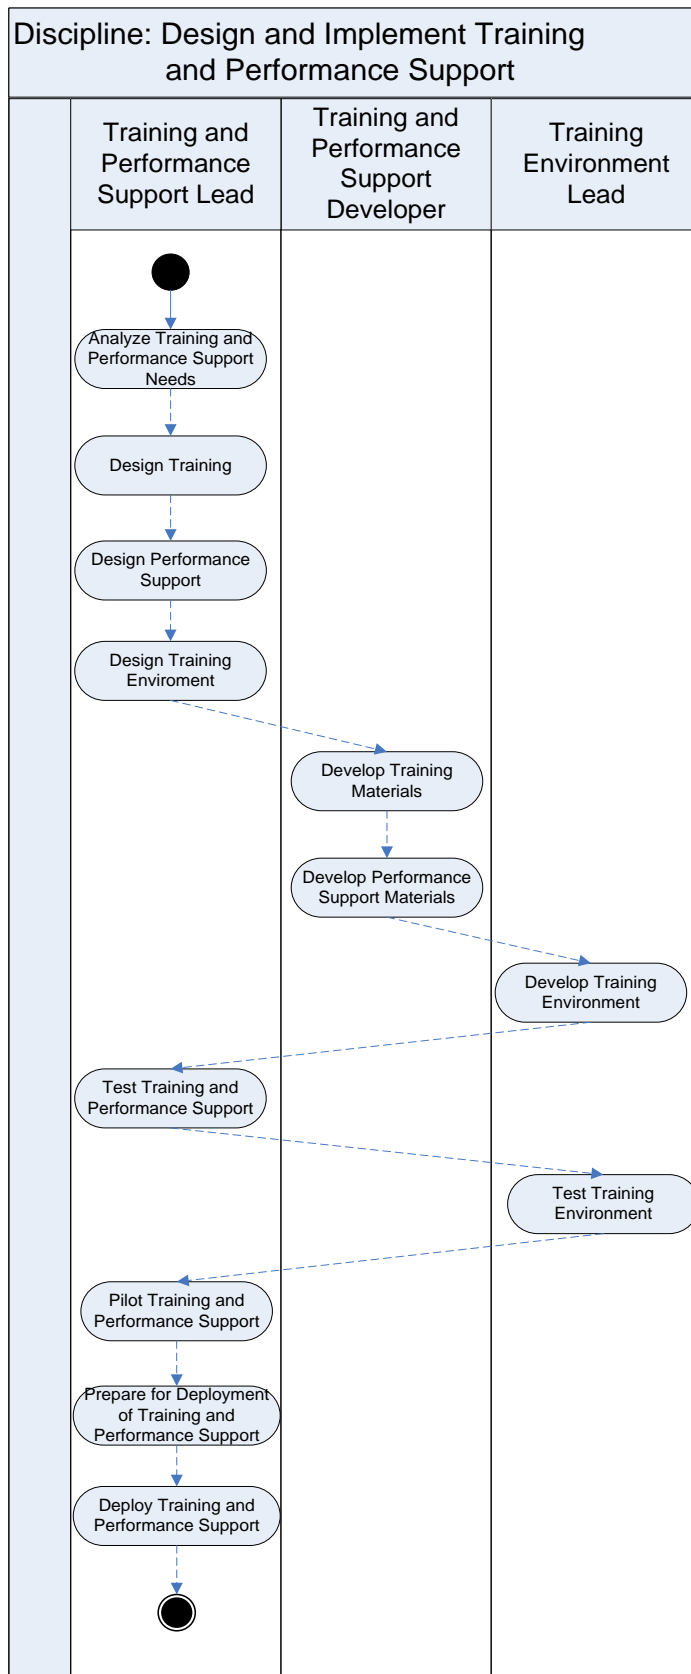 Discipline: Design and Implement Training
and Performance Support
Training and
Performance
Support Lead
Training and
Performance
Support
Developer
Training
Environment
Lead
Analyze Training and
Performance Support
Needs
Design Training
Design Performance
Support
Design Training
Enviroment
Develop Training
Materials
Develop Performance
Support Materials
Develop Training
Environment
Test Training and
Performance Support
Test Training
Environment
Pilot Training and
Performance Support
Prepare for Deployment
of Training and
Performance Support
Deploy Training and
Performance Support